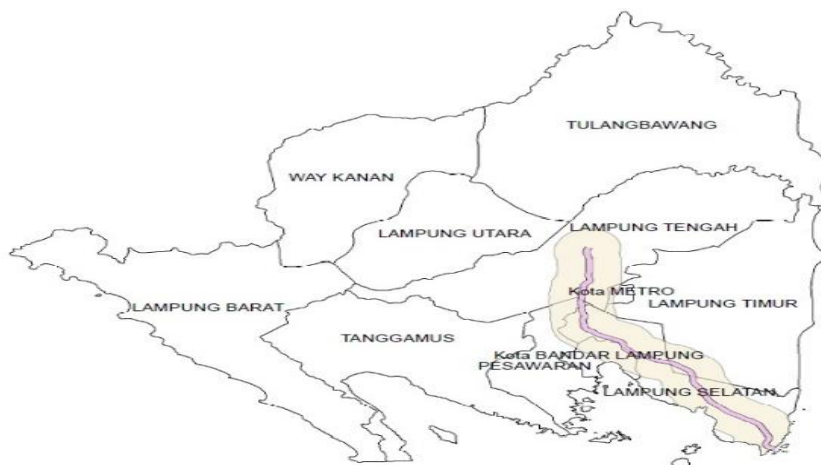 TULANGBAWANG
WAY KANAN
LAMPUNG UTARA
LAMPUNG TENGAH
Kota METRO
LAMPUNG BARAT
LAMPUNG TIMUR
TANGGAMUS
Kota BANDAR LAMPUNG
PESAWARAN
LAMPUNG SELATAN